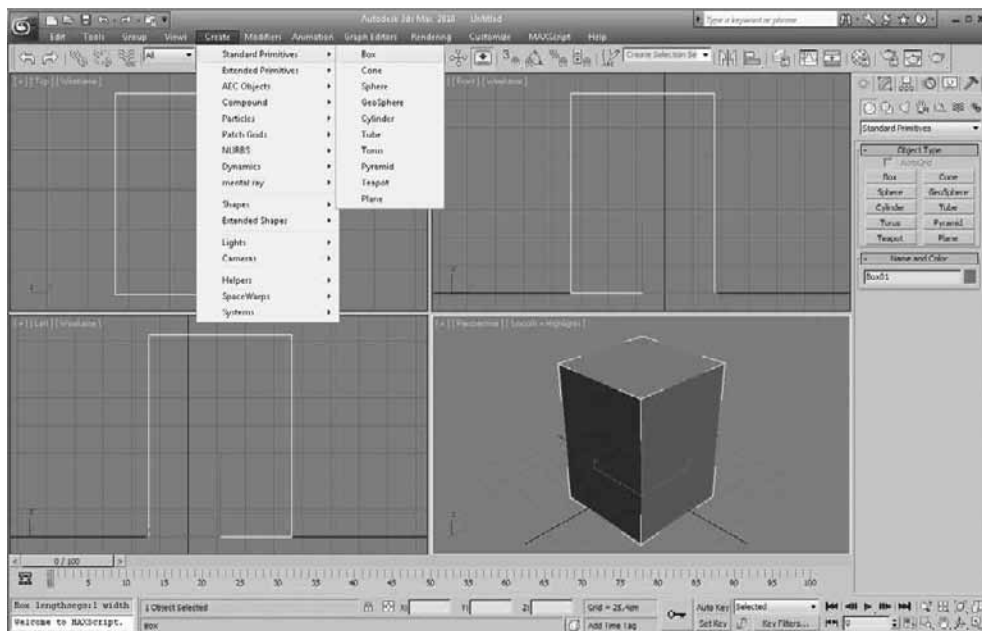 Autodesk 3ds Max 2010 Untitled
Type a keyword or phrase
Edit Tools Group Views Create Modifiers Animation Graph Editors Rendering Customize MAXScript Help
All
Create Selection Se
Standard Primitives
Extended Primitives
AEC Objects
Compound
Particles
Patch Grids
NURBS
Dynamics
mental ray
Shapes
Extended Shapes
Lights
Cameras
Helpers
SpaceWarps
Systems
Box
Cone
Sphere
GeoSphere
Cylinder
Tube
Torus
Pyramid
Teapot
Plane
[+][Top][Wireframe]
[Front][Wireframe]
[+][Left][Wireframe]
[+][Perspective][Smooth + Highlights]
Standard Primitives
Object Type
AutoGrid
Box Cone
Sphere GeoSphere
Cylinder Tube
Torus Pyramid
Teapot Plane
Name and Color
Box01
0 / 100
0 5 10 15 20 25 30 35 40 45 50 55 60 65 70 75 80 85 90 95 100
Box lengthsegs:1 width
Welcome to MAXScript.
1 Object Selected
Box
X: Y: Z:
Grid = 25.4cm
Add Time Tag
Auto Key Selected
Set Key Key Filters...
0